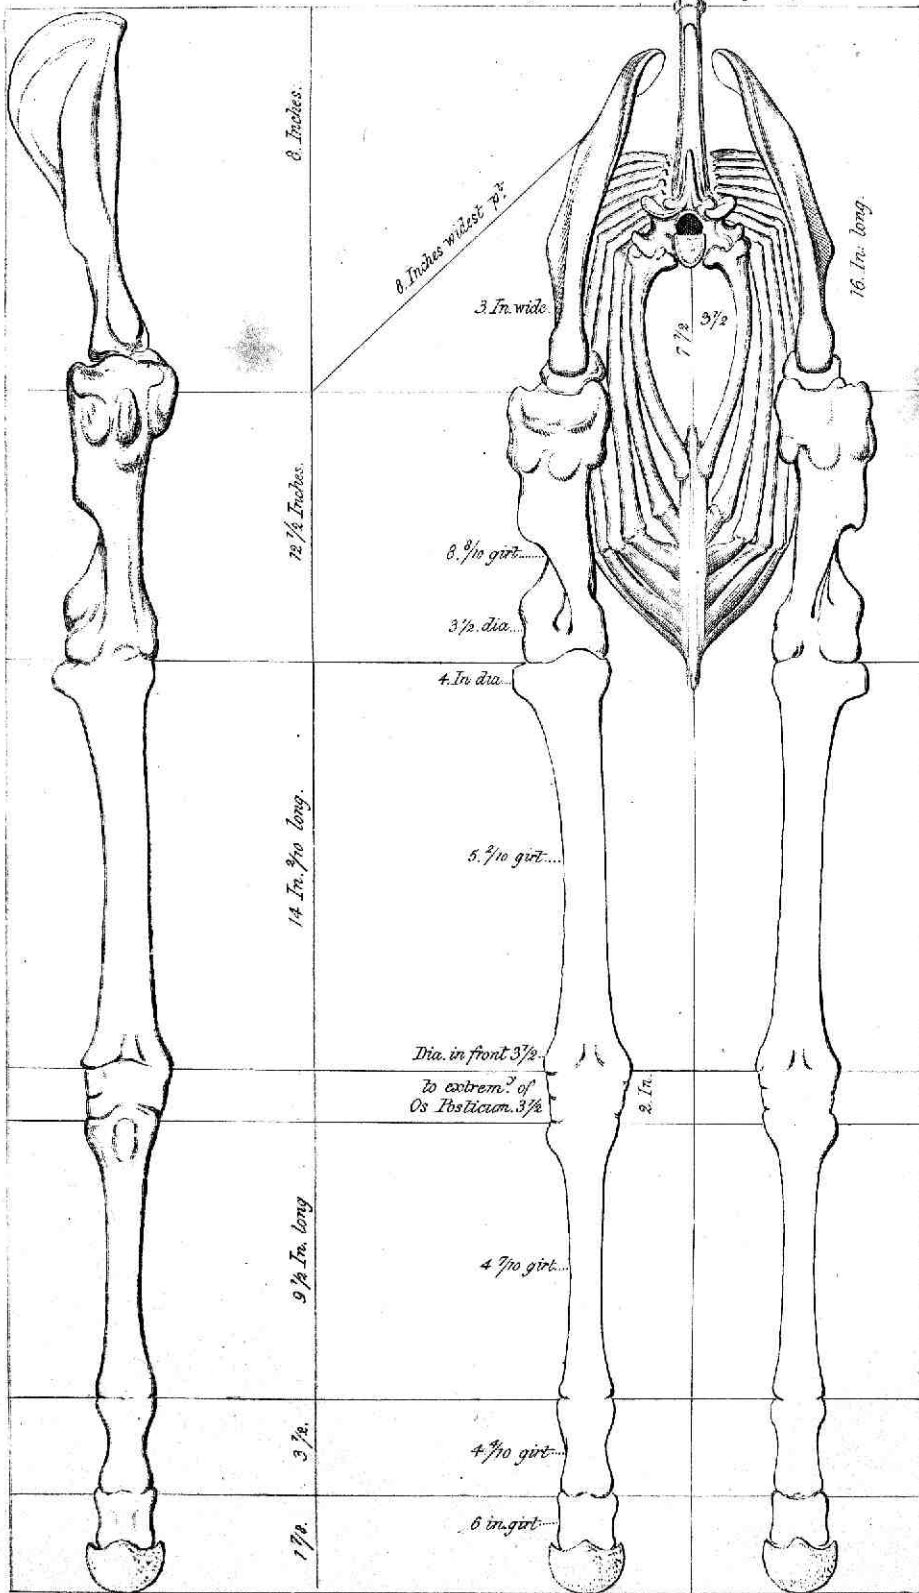 8. Inches.
8. Inches widest pt.
3. In. wide
7 1/2
3 1/2
16. In. long.
12 1/2 Inches.
8. 8/10 girt
3 1/2. dia
4. In dia
14 In. 2/10 long.
5. 2/10 girt
Dia. in front 3 1/2
to extremy. of
Os Posticum. 3 1/2
2. In.
9 1/2 In. long
4 7/10 girt
3 1/2.
4 4/10 girt
1 7/8.
6 in. girt